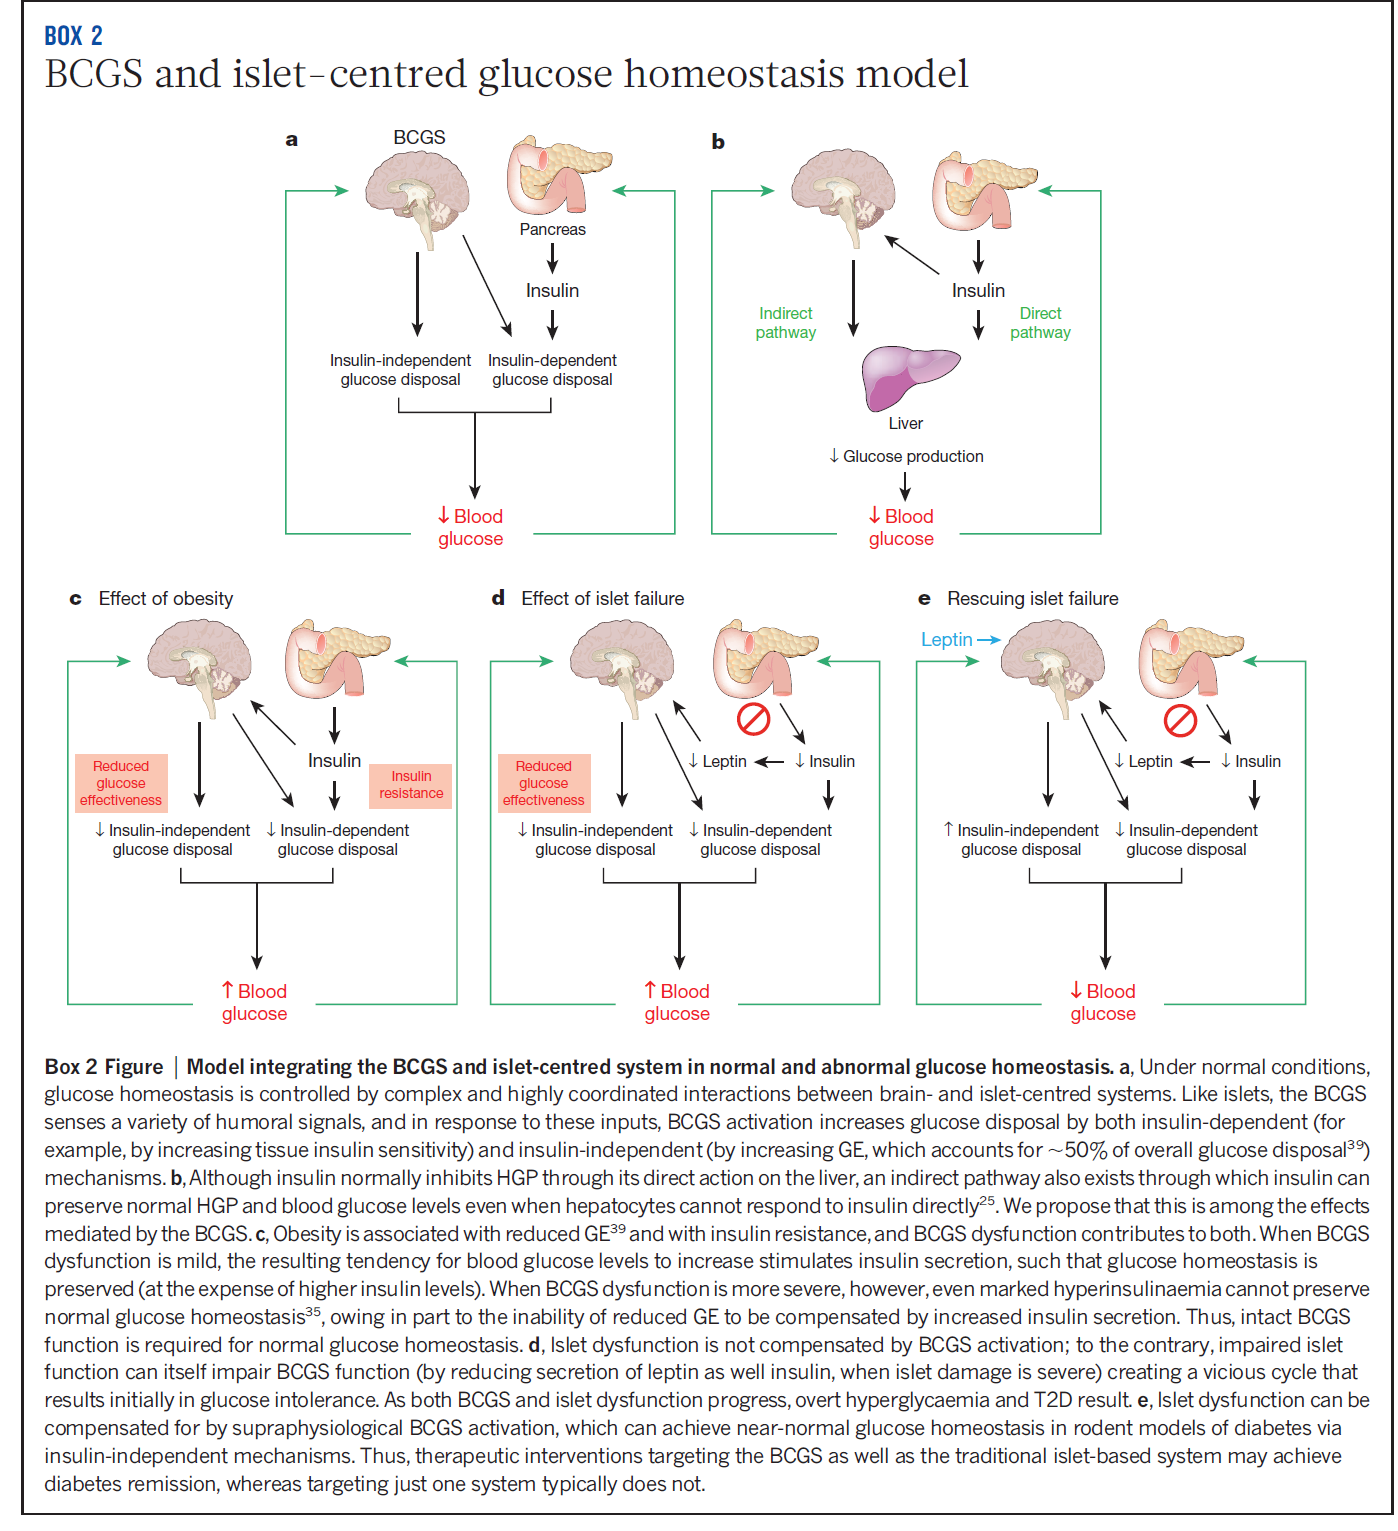 BOX 2
BCGS and islet-centred glucose homeostasis model
a
BCGS
Pancreas
Insulin
Insulin-independent
glucose disposal
Insulin-dependent
glucose disposal
↓ Blood
glucose
b
Insulin
Indirect
pathway
Direct
pathway
Liver
↓ Glucose production
↓ Blood
glucose
c Effect of obesity
Insulin
Reduced
glucose
effectiveness
Insulin
resistance
↓ Insulin-independent
glucose disposal
↓ Insulin-dependent
glucose disposal
↑ Blood
glucose
d Effect of islet failure
↓ Leptin
↓ Insulin
Reduced
glucose
effectiveness
↓ Insulin-independent
glucose disposal
↓ Insulin-dependent
glucose disposal
↑ Blood
glucose
e Rescuing islet failure
Leptin
↓ Leptin
↓ Insulin
↑ Insulin-independent
glucose disposal
↓ Insulin-dependent
glucose disposal
↓ Blood
glucose
Box 2 Figure | Model integrating the BCGS and islet-centred system in normal and abnormal glucose homeostasis. a, Under normal conditions,
glucose homeostasis is controlled by complex and highly coordinated interactions between brain- and islet-centred systems. Like islets, the BCGS
senses a variety of humoral signals, and in response to these inputs, BCGS activation increases glucose disposal by both insulin-dependent (for
example, by increasing tissue insulin sensitivity) and insulin-independent (by increasing GE, which accounts for ~50% of overall glucose disposal³⁹)
mechanisms. b, Although insulin normally inhibits HGP through its direct action on the liver, an indirect pathway also exists through which insulin can
preserve normal HGP and blood glucose levels even when hepatocytes cannot respond to insulin directly²⁵. We propose that this is among the effects
mediated by the BCGS. c, Obesity is associated with reduced GE³⁹ and with insulin resistance, and BCGS dysfunction contributes to both. When BCGS
dysfunction is mild, the resulting tendency for blood glucose levels to increase stimulates insulin secretion, such that glucose homeostasis is
preserved (at the expense of higher insulin levels). When BCGS dysfunction is more severe, however, even marked hyperinsulinaemia cannot preserve
normal glucose homeostasis³⁵, owing in part to the inability of reduced GE to be compensated by increased insulin secretion. Thus, intact BCGS
function is required for normal glucose homeostasis. d, Islet dysfunction is not compensated by BCGS activation; to the contrary, impaired islet
function can itself impair BCGS function (by reducing secretion of leptin as well insulin, when islet damage is severe) creating a vicious cycle that
results initially in glucose intolerance. As both BCGS and islet dysfunction progress, overt hyperglycaemia and T2D result. e, Islet dysfunction can be
compensated for by supraphysiological BCGS activation, which can achieve near-normal glucose homeostasis in rodent models of diabetes via
insulin-independent mechanisms. Thus, therapeutic interventions targeting the BCGS as well as the traditional islet-based system may achieve
diabetes remission, whereas targeting just one system typically does not.